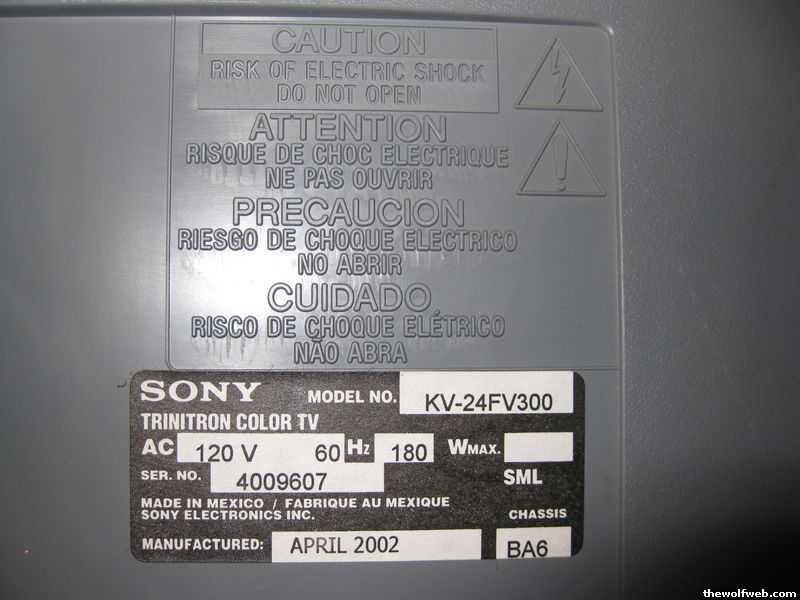 CAUTION
RISK OF ELECTRIC SHOCK
DO NOT OPEN
ATTENTION
RISQUE DE CHOC ELECTRIQUE
NE PAS OUVRIR
PRECAUCION
RIESGO DE CHOQUE ELECTRICO
NO ABRIR
CUIDADO
RISCO DE CHOQUE ELÉTRICO
NÃO ABRA
SONY MODEL NO. KV-24FV300
TRINITRON COLOR TV
AC 120 V 60 Hz 180 WMAX.
SER. NO. 4009607 SML
MADE IN MEXICO / FABRIQUE AU MEXIQUE
SONY ELECTRONICS INC. CHASSIS
MANUFACTURED: APRIL 2002 BA6
thewolfweb.com